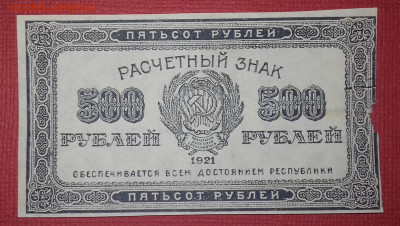 ПЯТЬСОТ РУБЛЕЙ
РАСЧЕТНЫЙ ЗНАК
500 500
РУБЛЕЙ РУБЛЕЙ
1921
ОБЕСПЕЧИВАЕТСЯ ВСЕМ ДОСТОЯНИЕМ РЕСПУБЛИКИ
ПЯТЬСОТ РУБЛЕЙ